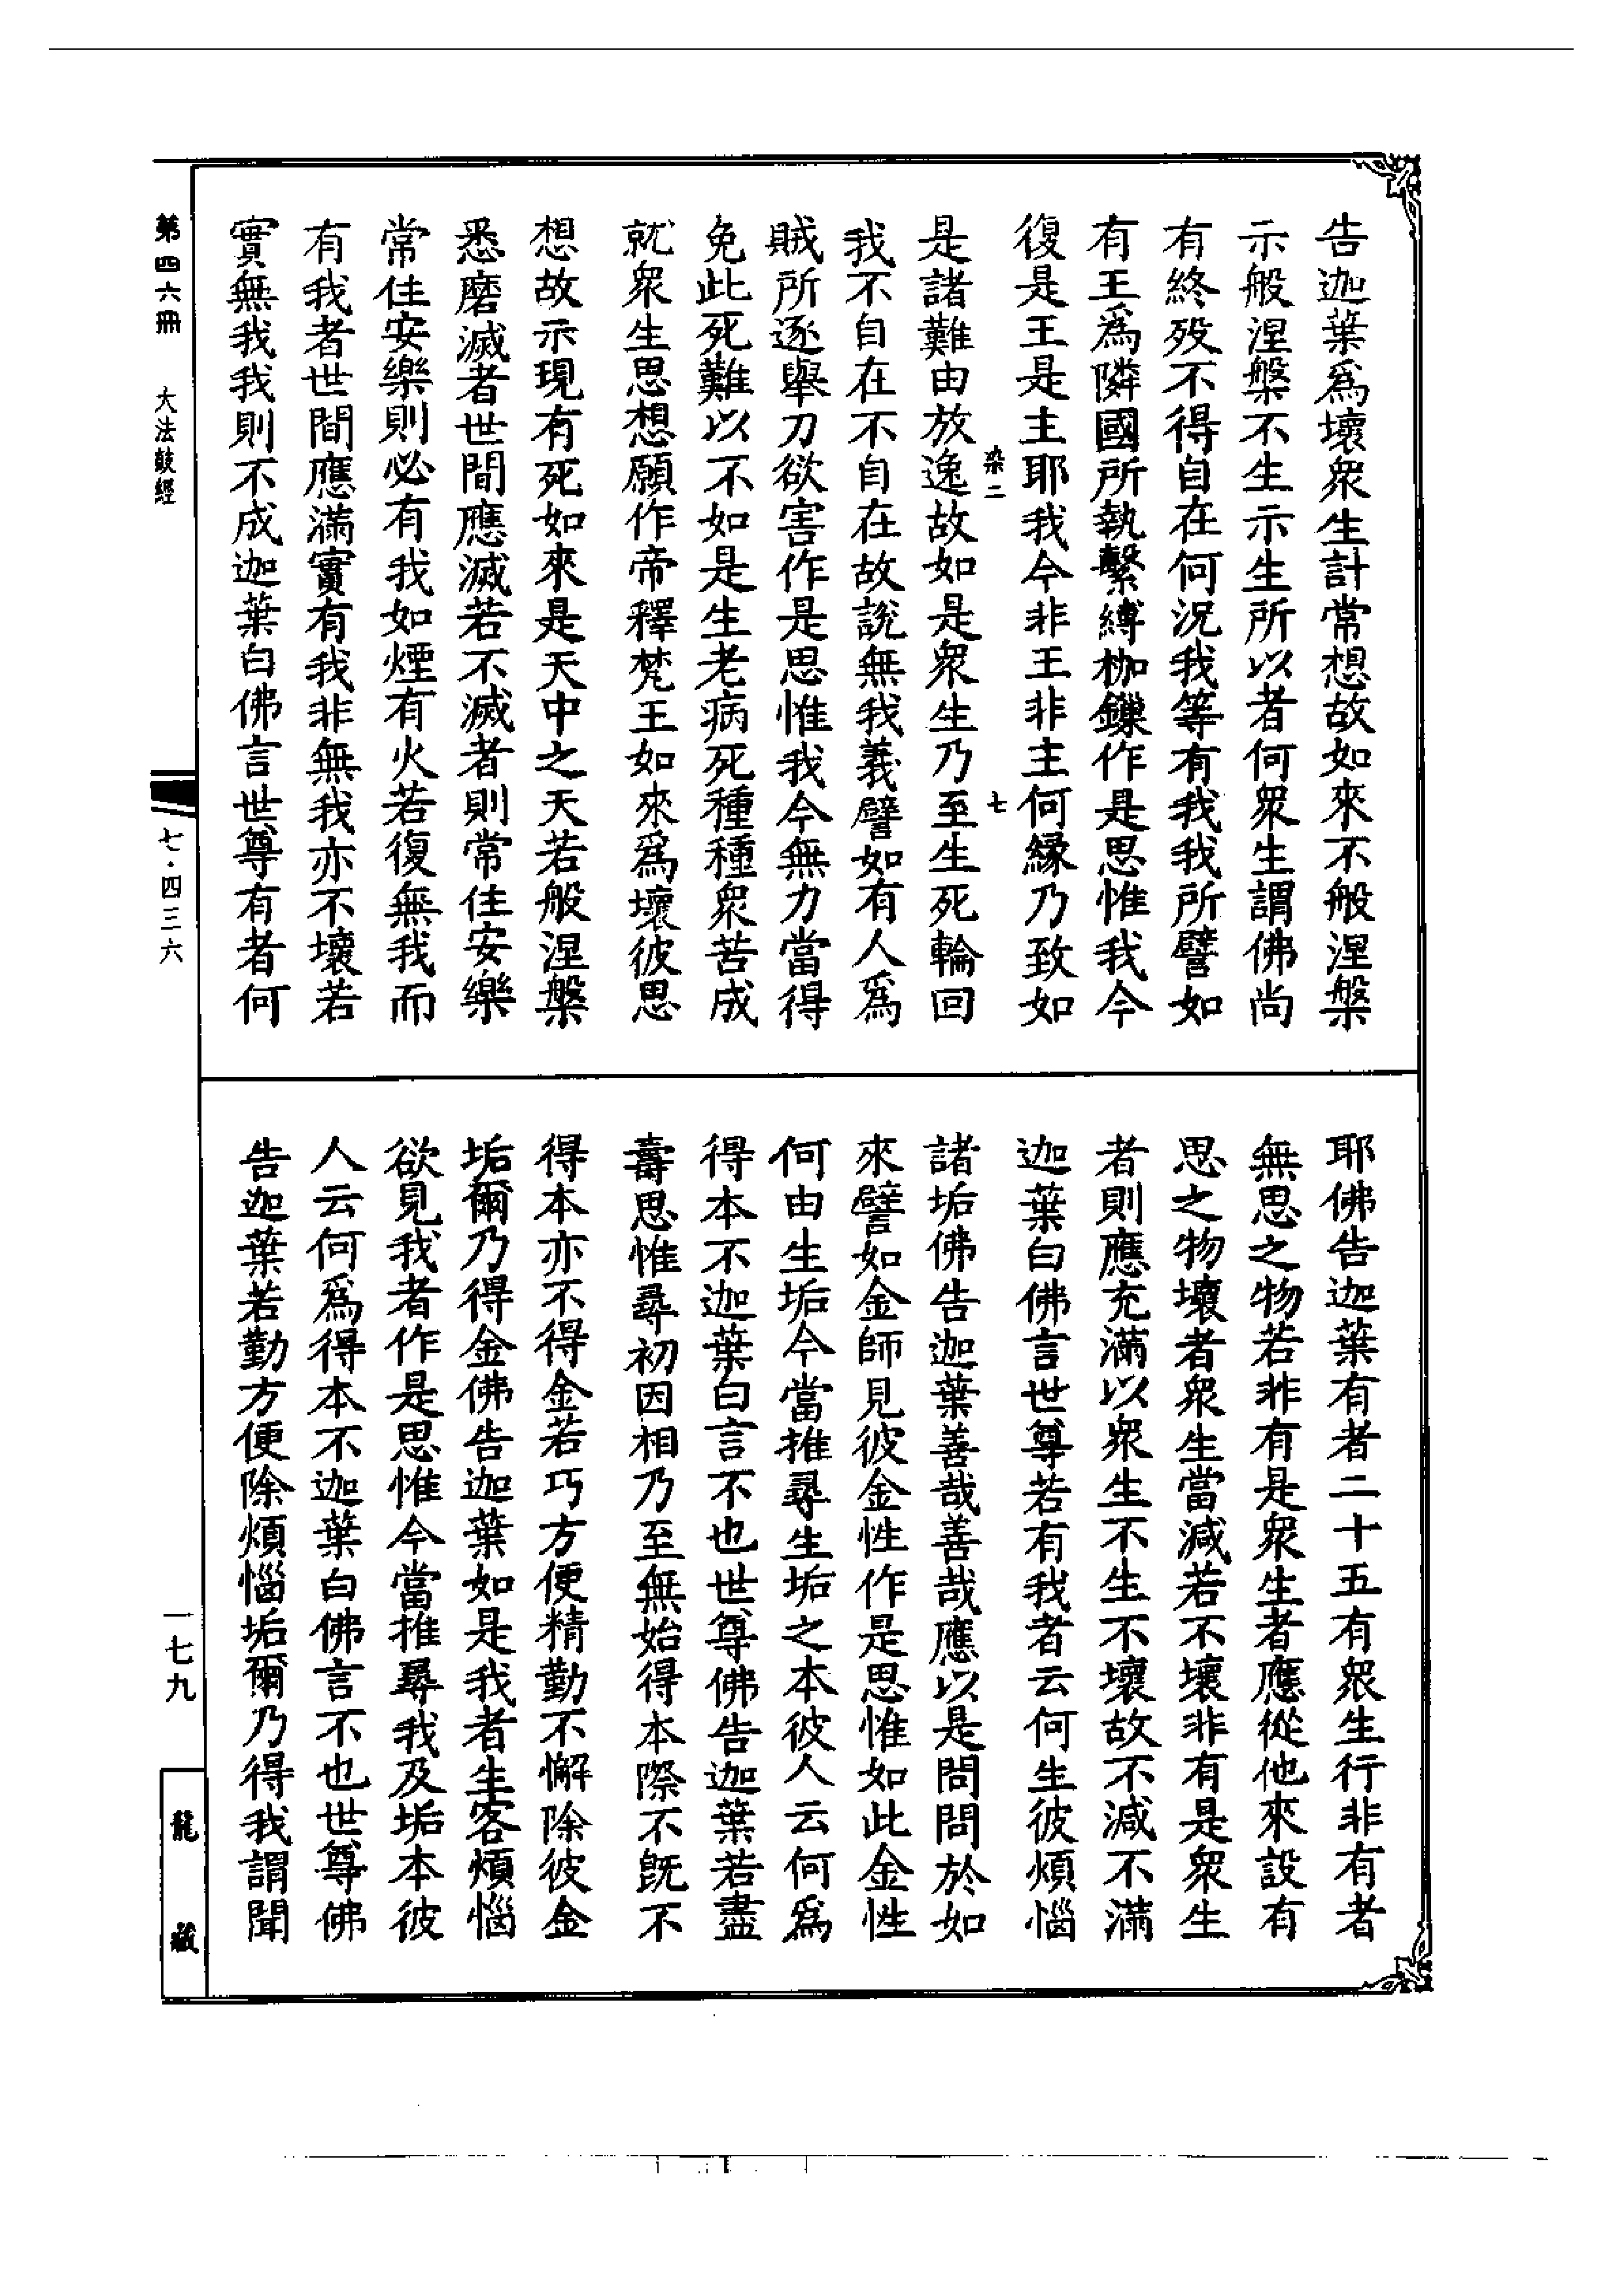 告迦葉爲壞衆生計常想故如來不般涅槃
示般涅槃不生示生所以者何衆生謂佛尚
有終歿不得自在何況我等有我我所譬如
有王爲隣國所執繫縛枷鏁作是思惟我今
復是王是主耶我今非王非主何縁乃致如
染二
七
是諸難由放逸故如是衆生乃至生死輪回
我不自在不自在故說無我義譬如有人爲
賊所逐舉刀欲害作是思惟我今無力當得
免此死難以不如是生老病死種種衆苦成
就衆生思想願作帝釋梵王如來爲壞彼思
想故示現有死如來是天中之天若般涅槃
悉磨滅者世間應滅若不滅者則常住安樂
常住安樂則必有我如煙有火若復無我而
有我者世間應滿實有我非無我亦不壞若
實無我我則不成迦葉白佛言世尊有者何
耶佛告迦葉有者二十五有衆生行非有者
無思之物若非有是衆生者應從他來設有
思之物壞者衆生當減若不壞非有是衆生
者則應充滿以衆生不生不壞故不減不滿
迦葉白佛言世尊若有我者云何生彼煩惱
諸垢佛告迦葉善哉善哉應以是問問於如
來譬如金師見彼金性作是思惟如此金性
何由生垢今當推尋生垢之本彼人云何爲
得本不迦葉白言不也世尊佛告迦葉若盡
壽思惟尋初因相乃至無始得本際不旣不
得本亦不得金若巧方便精勤不懈除彼金
垢爾乃得金佛告迦葉如是我者生客煩惱
欲見我者作是思惟今當推尋我及垢本彼
人云何爲得本不迦葉白佛言不也世尊佛
告迦葉若勤方便除煩惱垢爾乃得我謂聞
第四六冊
大法鼓經
七·四三六
一七九
龍藏